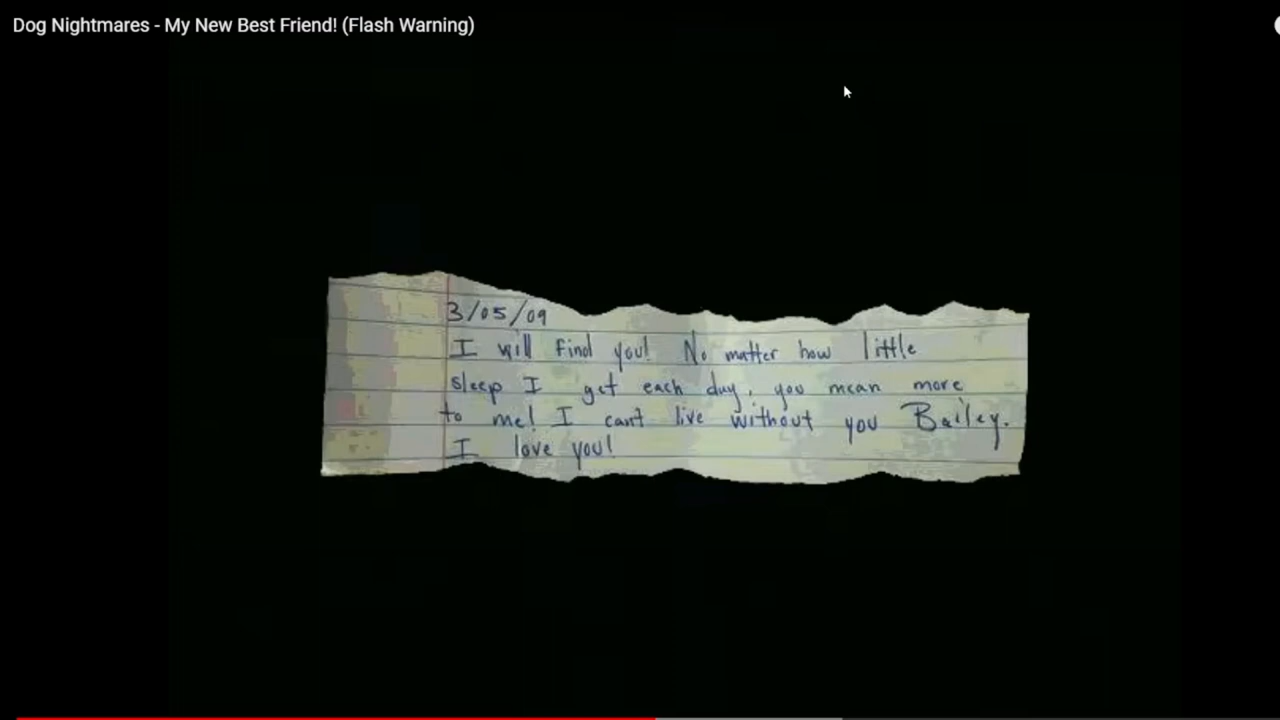 Dog Nightmares - My New Best Friend! (Flash Warning)
3/05/09
I will find you! No matter how little
sleep I get each day, you mean more
to me! I can't live without you Bailey.
I love you!